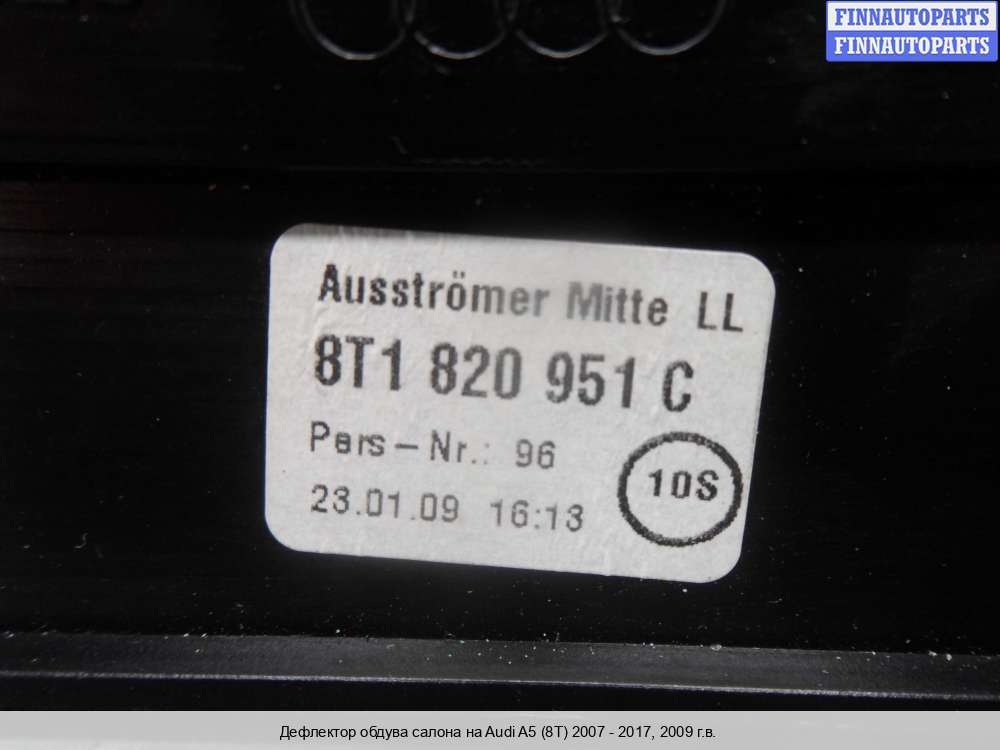 FINNAUTOPARTS
FINNAUTOPARTS
Ausströmer Mitte LL
8T1 820 951 C
Pers-Nr.: 96
10S
23.01.09 16:13
Дефлектор обдува салона на Audi A5 (8T) 2007 - 2017, 2009 г.в.